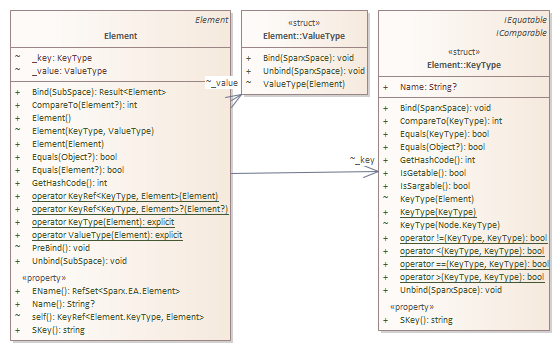 Element
Element
~ _key: KeyType
~ _value: ValueType
+ Bind(SubSpace): Result<Element>
+ CompareTo(Element?): int
+ Element()
~ Element(KeyType, ValueType)
+ Element(Element)
+ Equals(Object?): bool
+ Equals(Element?): bool
+ GetHashCode(): int
+ operator KeyRef<KeyType, Element>(Element)
+ operator KeyRef<KeyType, Element>?(Element?)
+ operator KeyType(Element): explicit
+ operator ValueType(Element): explicit
~ PreBind(): void
+ Unbind(SubSpace): void
«property»
+ EName(): RefSet<Sparx.EA.Element>
+ Name(): String?
~ self(): KeyRef<Element.KeyType, Element>
+ SKey(): string
~_value
«struct»
Element::ValueType
+ Bind(SparxSpace): void
+ Unbind(SparxSpace): void
~ ValueType(Element)
~_key
IEquatable
IComparable
«struct»
Element::KeyType
+ Name: String?
+ Bind(SparxSpace): void
+ CompareTo(KeyType): int
+ Equals(KeyType): bool
+ Equals(Object?): bool
+ GetHashCode(): int
+ IsGetable(): bool
+ IsSargable(): bool
~ KeyType(Element)
+ KeyType(KeyType)
~ KeyType(Node.KeyType)
+ operator !=(KeyType, KeyType): bool
+ operator <(KeyType, KeyType): bool
+ operator ==(KeyType, KeyType): bool
+ operator >(KeyType, KeyType): bool
+ Unbind(SparxSpace): void
«property»
+ SKey(): string